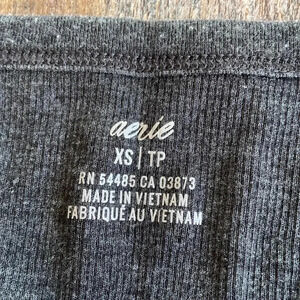 aerie
XS | TP
RN 54485 CA 03873
MADE IN VIETNAM
FABRIQUÉ AU VIETNAM